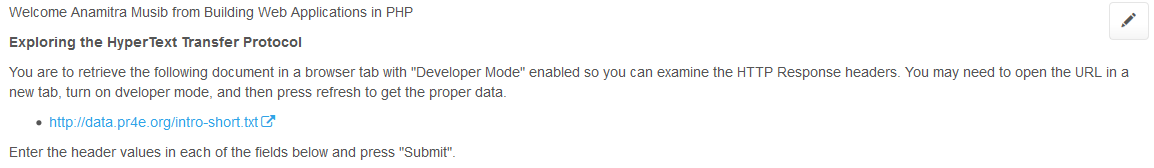 Welcome Anamitra Musib from Building Web Applications in PHP
Exploring the HyperText Transfer Protocol
You are to retrieve the following document in a browser tab with "Developer Mode" enabled so you can examine the HTTP Response headers. You may need to open the URL in a
new tab, turn on dveloper mode, and then press refresh to get the proper data.
• http://data.pr4e.org/intro-short.txt
Enter the header values in each of the fields below and press "Submit".